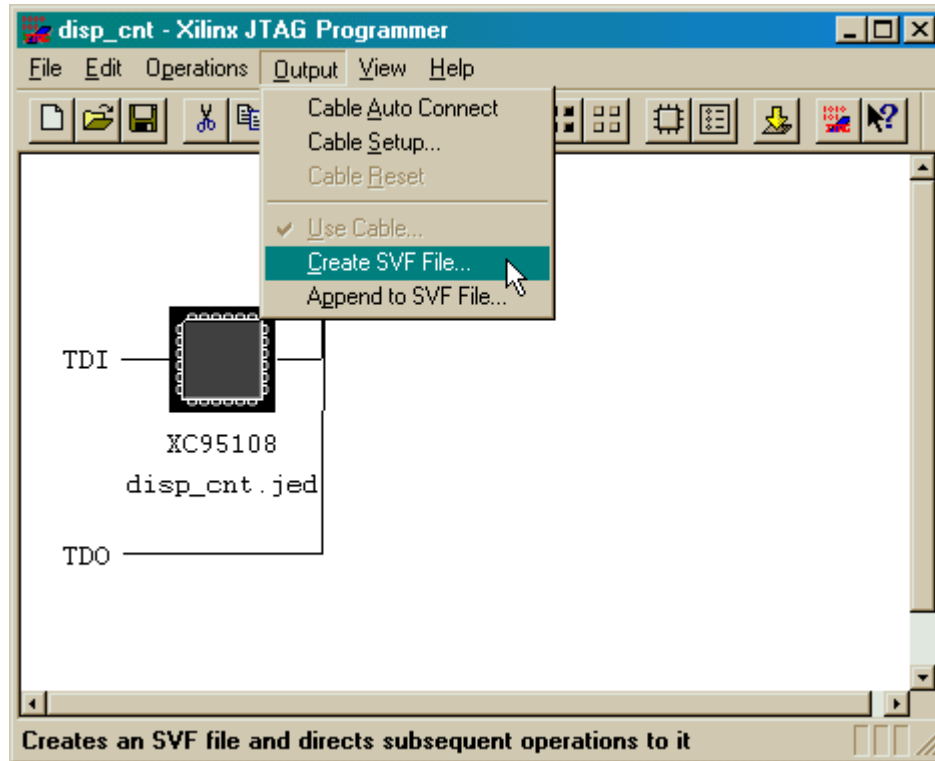 disp_cnt - Xilinx JTAG Programmer
File Edit Operations Output View Help
Cable Auto Connect
Cable Setup...
Cable Reset
Use Cable...
Create SVF File...
Append to SVF File...
TDI
XC95108
disp_cnt.jed
TDO
Creates an SVF file and directs subsequent operations to it